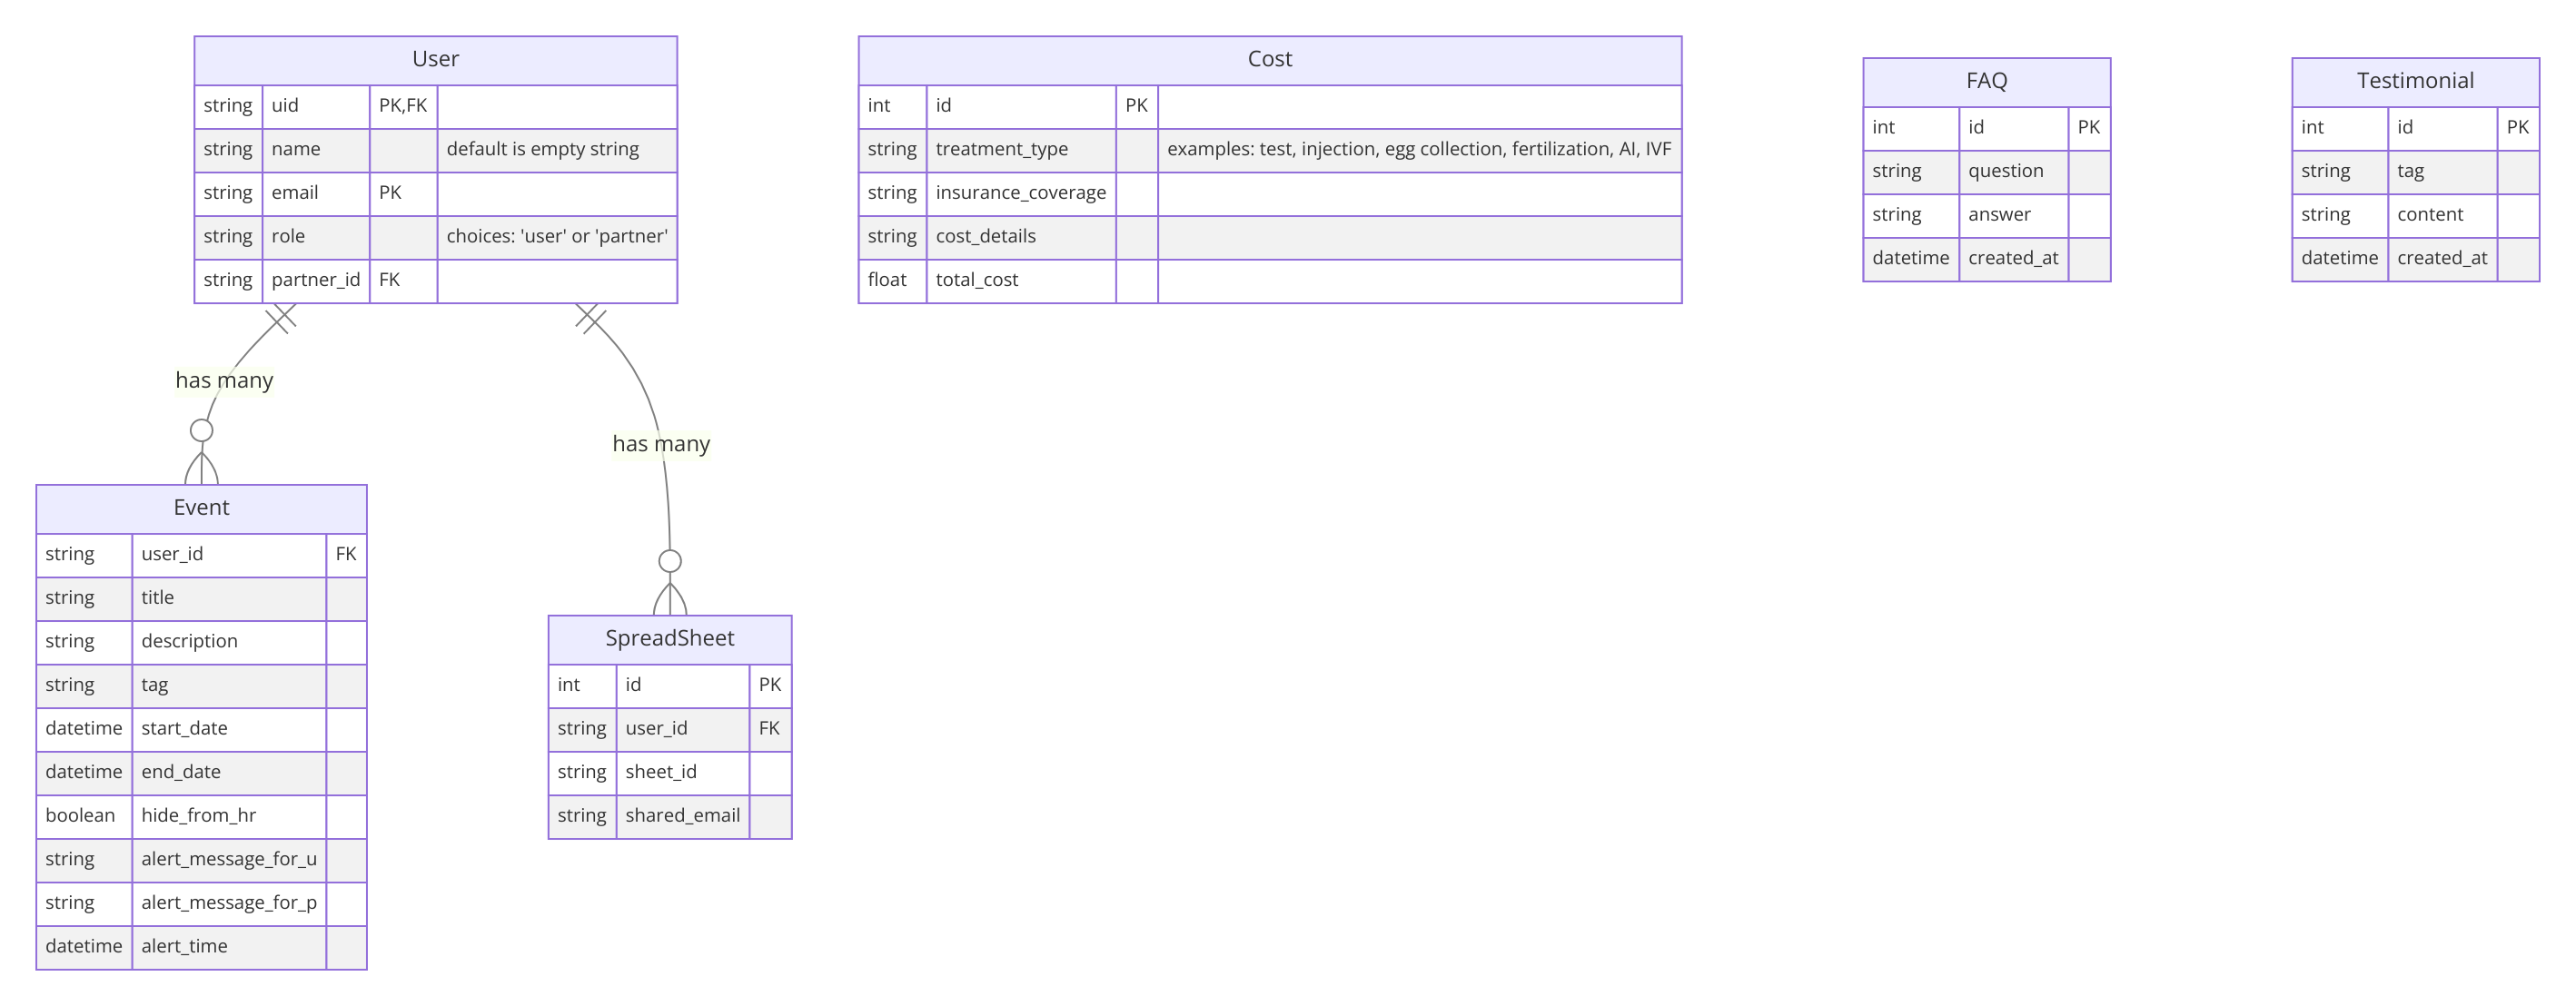 User
string uid PK,FK
string name default is empty string
string email PK
string role choices: 'user' or 'partner'
string partner_id FK
Cost
int id PK
string treatment_type examples: test, injection, egg collection, fertilization, AI, IVF
string insurance_coverage
string cost_details
float total_cost
FAQ
int id PK
string question
string answer
datetime created_at
Testimonial
int id PK
string tag
string content
datetime created_at
has many
has many
Event
string user_id FK
string title
string description
string tag
datetime start_date
datetime end_date
boolean hide_from_hr
string alert_message_for_u
string alert_message_for_p
datetime alert_time
SpreadSheet
int id PK
string user_id FK
string sheet_id
string shared_email